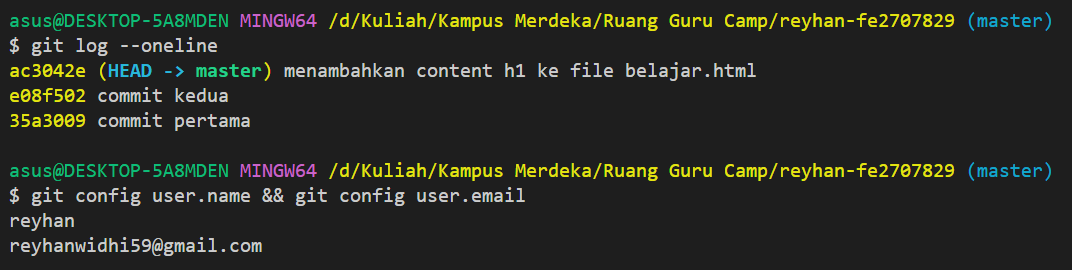 asus@DESKTOP-5A8MDEN MINGW64 /d/Kuliah/Kampus Merdeka/Ruang Guru Camp/reyhan-fe2707829 (master)
$ git log --oneline
ac3042e (HEAD -> master) menambahkan content h1 ke file belajar.html
e08f502 commit kedua
35a3009 commit pertama
asus@DESKTOP-5A8MDEN MINGW64 /d/Kuliah/Kampus Merdeka/Ruang Guru Camp/reyhan-fe2707829 (master)
$ git config user.name && git config user.email
reyhan
reyhanwidhi59@gmail.com